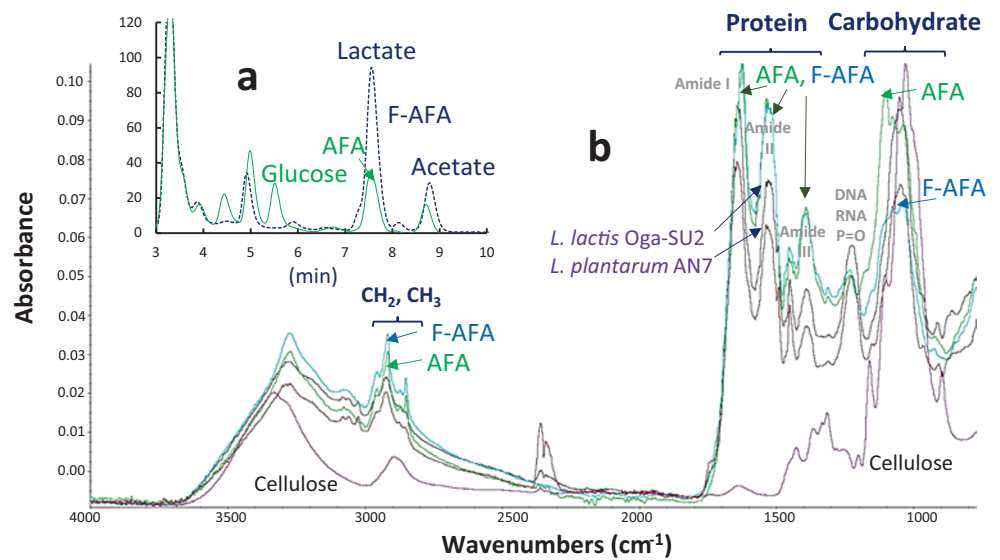 Protein
Carbohydrate
120
100
80
60
40
20
0
3
4
5
6
7
8
9
10
(min)
a
Lactate
F-AFA
AFA
Glucose
Acetate
Amide I
AFA, F-AFA
AFA
Amide
II
b
DNA
RNA
P=O
F-AFA
L. lactis Oga-SU2
Amide
III
L. plantarum AN7
CH₂, CH₃
F-AFA
AFA
Cellulose
Cellulose
Absorbance
0.10
0.09
0.08
0.07
0.06
0.05
0.04
0.03
0.02
0.01
0.00
4000
3500
3000
2500
2000
1500
1000
Wavenumbers (cm⁻¹)